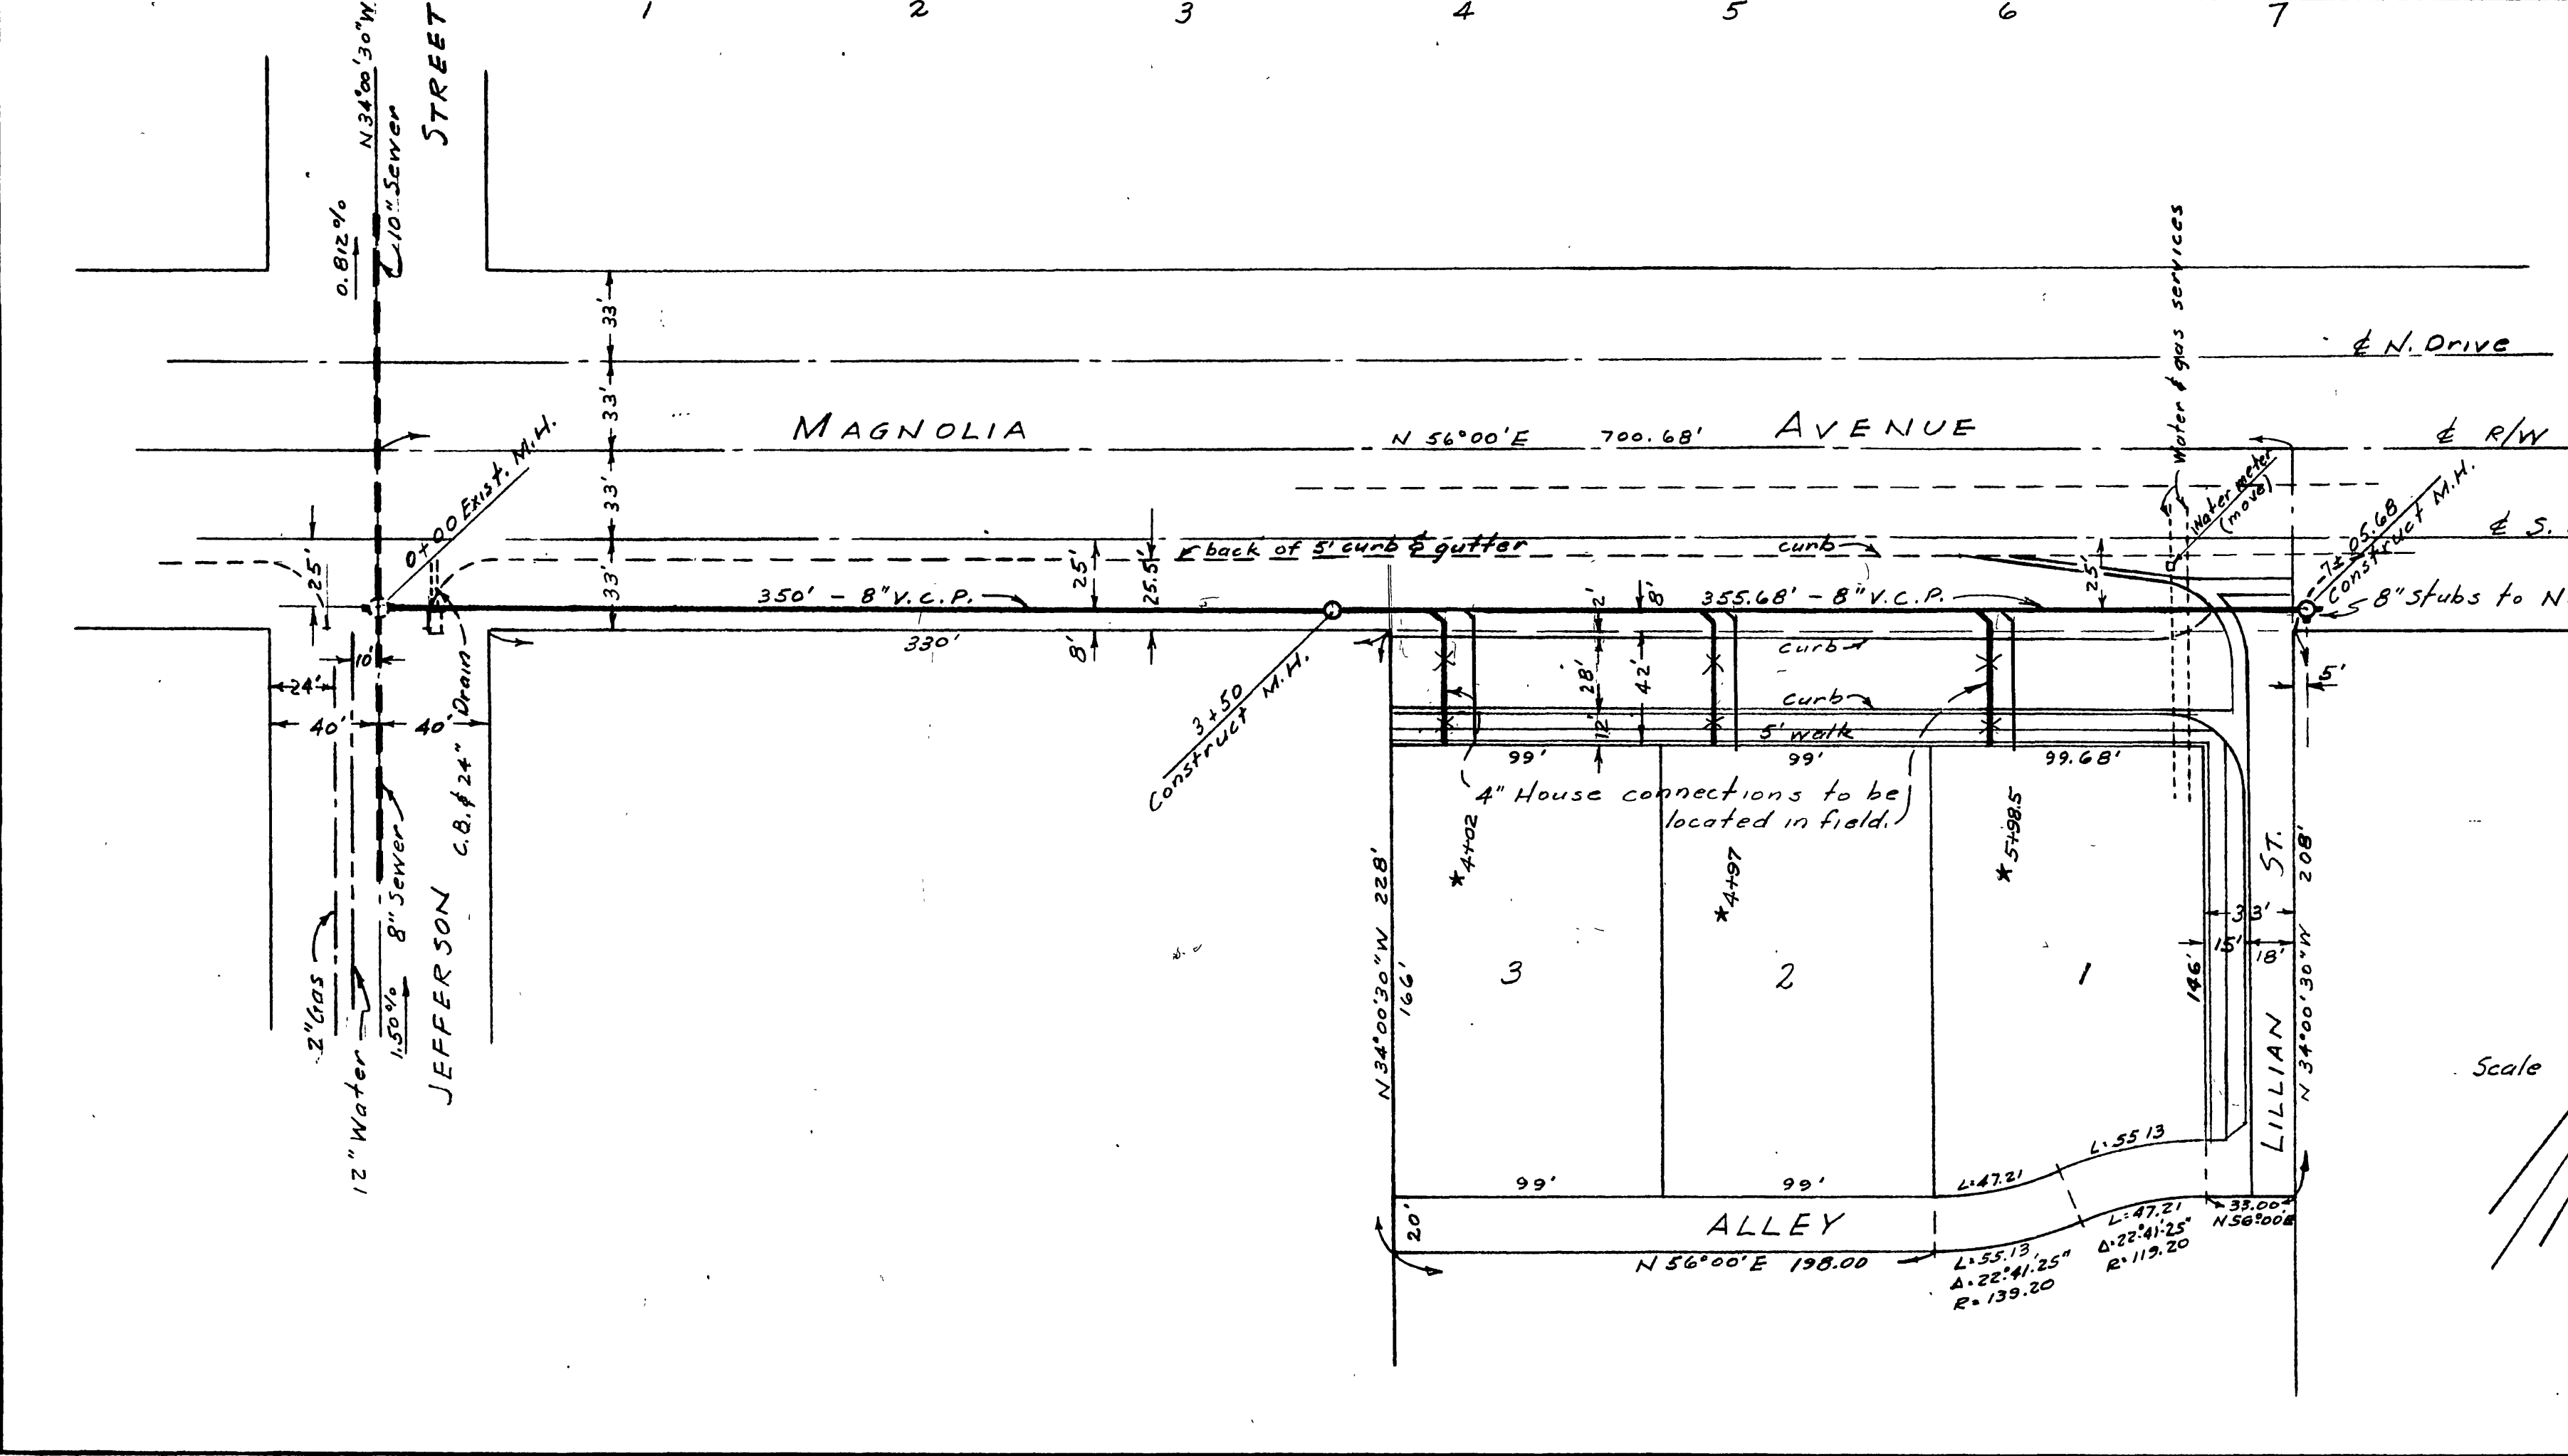 1 2 3 4 5 6 7
N 34°00'30"W
STREET
10" Sewer
0.812%
33'
33'
33'
33'
℄ N. Drive
MAGNOLIA AVENUE
N 56°00'E 700.68'
℄ R/W
Water & gas services
Water meter
(move)
0+00 Exist. M.H.
7+05.68
Construct M.H.
℄ S.
25'
back of 5' curb & gutter
curb
25'
25.5'
25'
350' - 8" V.C.P.
2'
8'
355.68' - 8" V.C.P.
8" stubs to N.
330'
8'
curb
10'
24'
40' 40'
C.B. & 24" Drain
28'
42'
curb
5'
12'
5' walk
3+50
Construct M.H.
99' 99' 99.68'
4" House connections to be
located in field.
*4+02
*4+97
*5+98.5
2" Gas
12" Water
8" Sewer
1.50%
JEFFERSON
N 34°00'30"W 228'
166'
3 2 1
146'
33'
15' 18'
LILLIAN ST.
N 34°00'30"W 208'
Scale
L=55.13
99' 99'
L=47.21
20'
ALLEY
N 56°00'E 198.00
L=55.13
Δ=22°41'25"
R=139.20
L=47.21
Δ=22°41'25"
R=119.20
33.00
N 56°00'E